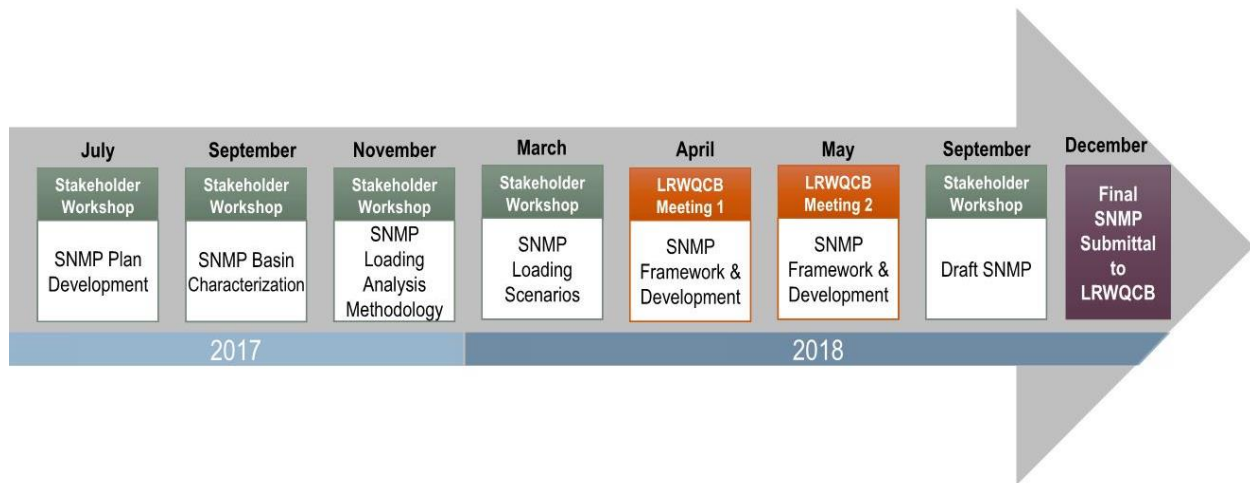 July
Stakeholder
Workshop
SNMP Plan
Development
September
Stakeholder
Workshop
SNMP Basin
Characterization
November
Stakeholder
Workshop
SNMP
Loading
Analysis
Methodology
March
Stakeholder
Workshop
SNMP
Loading
Scenarios
April
LRWQCB
Meeting 1
SNMP
Framework &
Development
May
LRWQCB
Meeting 2
SNMP
Framework &
Development
September
Stakeholder
Workshop
Draft SNMP
December
Final
SNMP
Submittal
to
LRWQCB
2017
2018